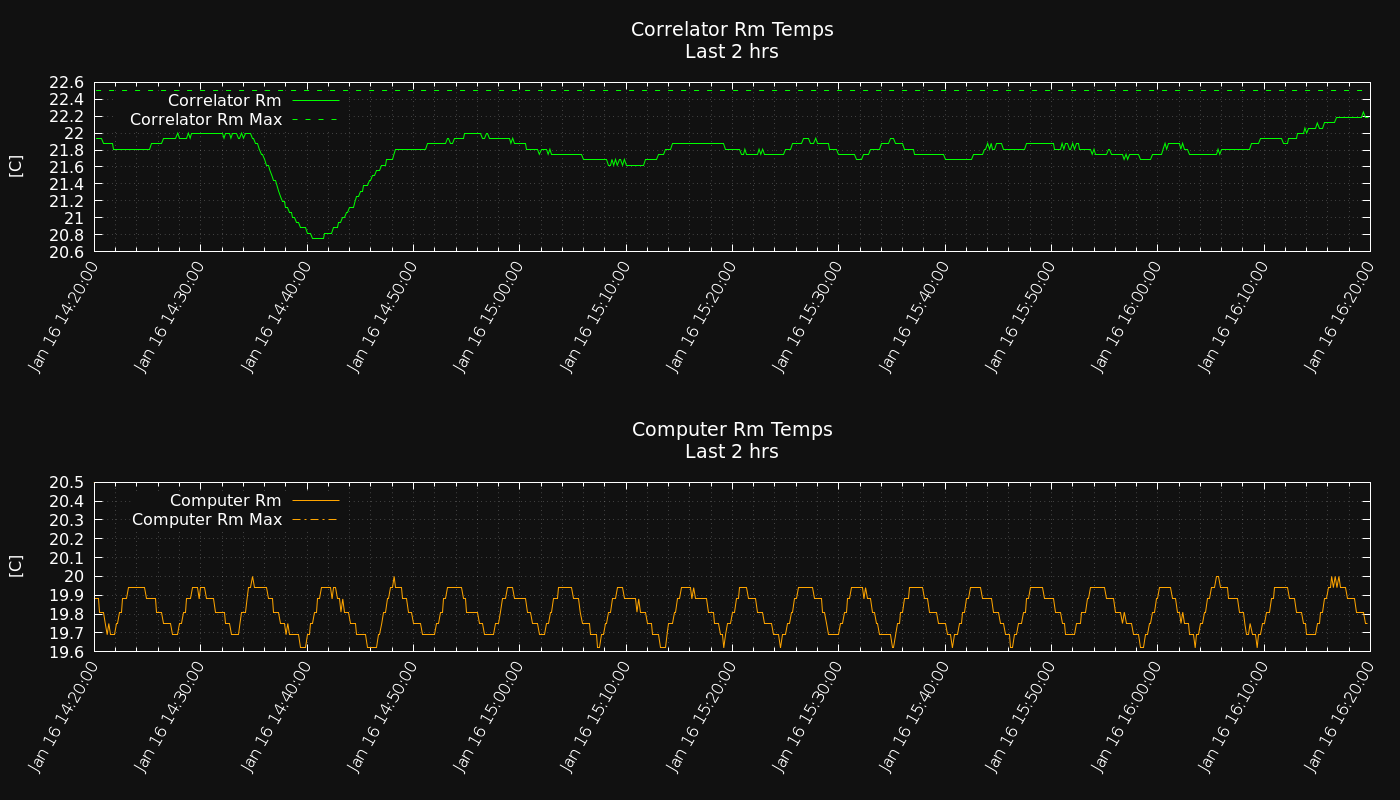 Correlator Rm Temps
Last 2 hrs
22.6
22.4
22.2
22
21.8
21.6
21.4
21.2
21
20.8
20.6
[C]
Correlator Rm
Correlator Rm Max
Jan 16 14:20:00
Jan 16 14:30:00
Jan 16 14:40:00
Jan 16 14:50:00
Jan 16 15:00:00
Jan 16 15:10:00
Jan 16 15:20:00
Jan 16 15:30:00
Jan 16 15:40:00
Jan 16 15:50:00
Jan 16 16:00:00
Jan 16 16:10:00
Jan 16 16:20:00
Computer Rm Temps
Last 2 hrs
20.5
20.4
20.3
20.2
20.1
20
19.9
19.8
19.7
19.6
[C]
Computer Rm
Computer Rm Max
Jan 16 14:20:00
Jan 16 14:30:00
Jan 16 14:40:00
Jan 16 14:50:00
Jan 16 15:00:00
Jan 16 15:10:00
Jan 16 15:20:00
Jan 16 15:30:00
Jan 16 15:40:00
Jan 16 15:50:00
Jan 16 16:00:00
Jan 16 16:10:00
Jan 16 16:20:00